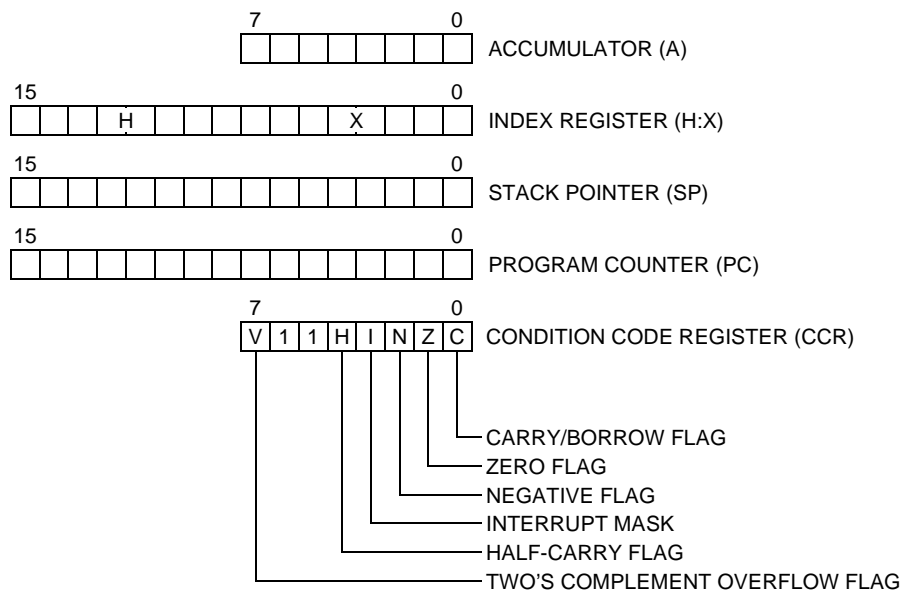 7 0
ACCUMULATOR (A)
15 0
H X INDEX REGISTER (H:X)
15 0
STACK POINTER (SP)
15 0
PROGRAM COUNTER (PC)
7 0
V 1 1 H I N Z C CONDITION CODE REGISTER (CCR)
CARRY/BORROW FLAG
ZERO FLAG
NEGATIVE FLAG
INTERRUPT MASK
HALF-CARRY FLAG
TWO'S COMPLEMENT OVERFLOW FLAG